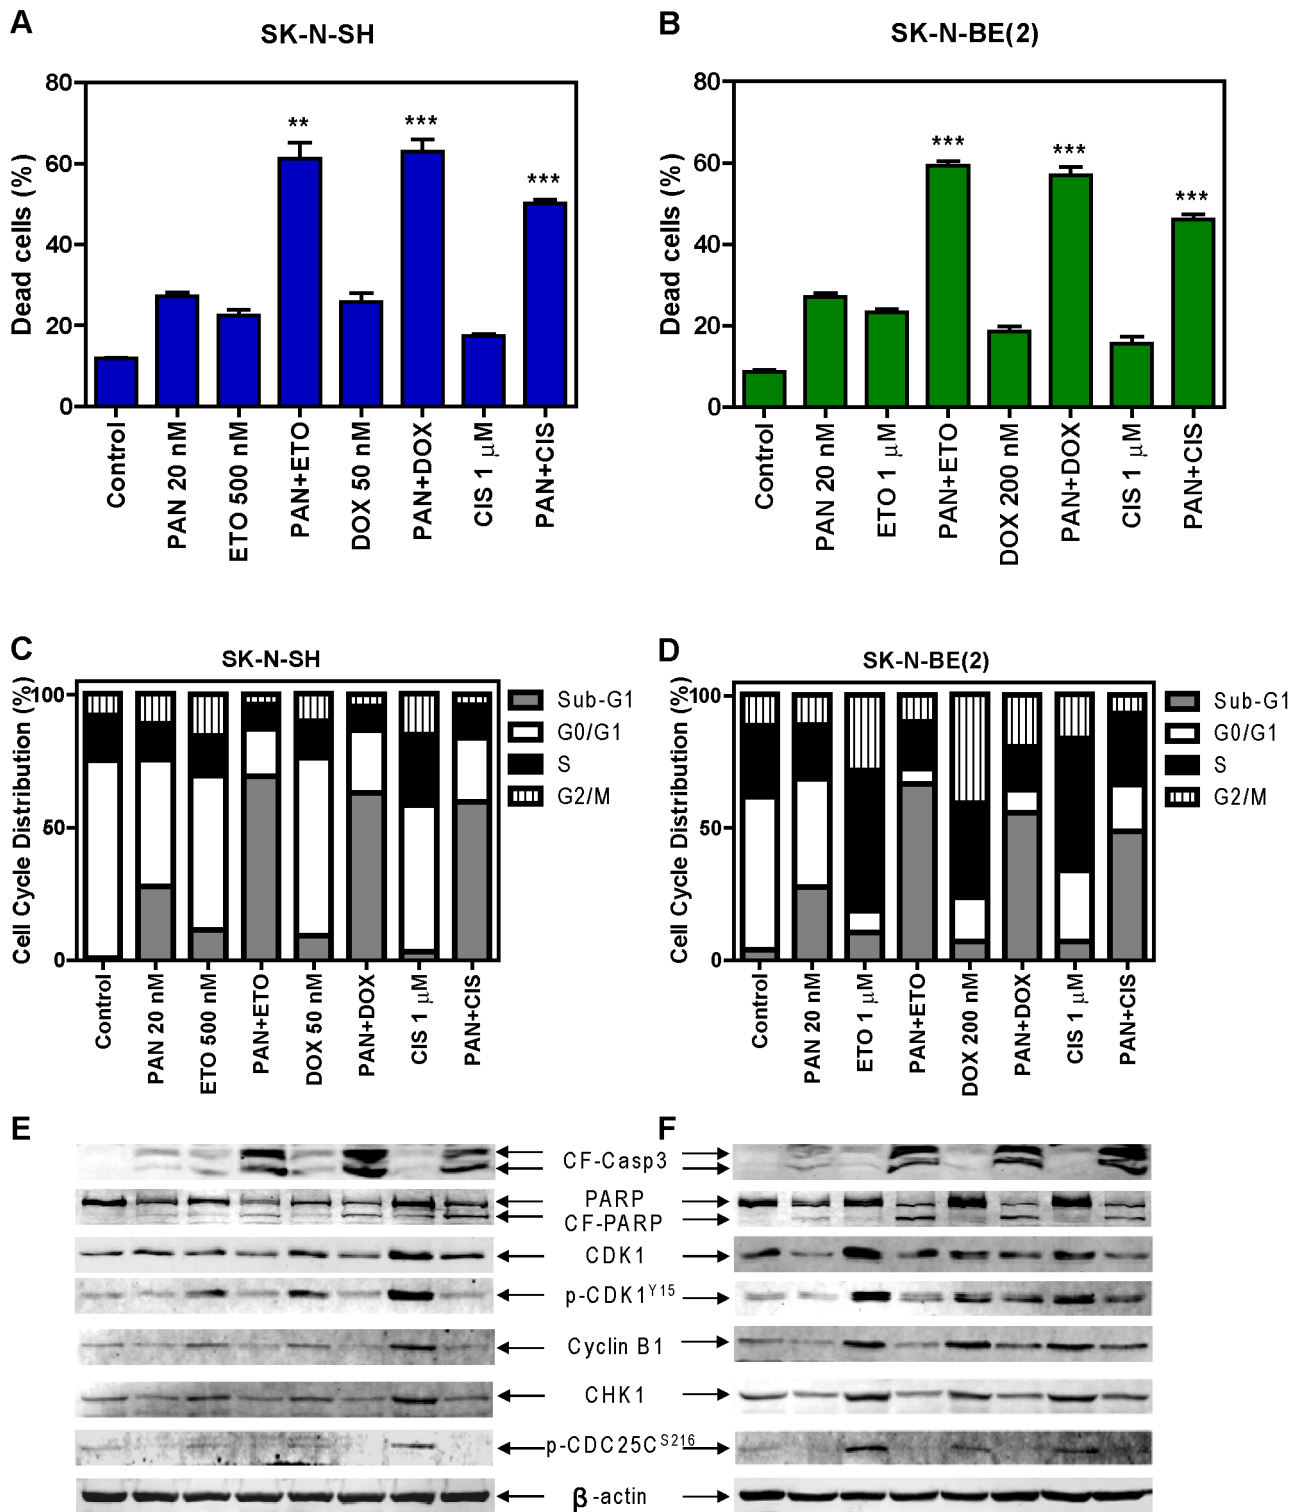 A
SK-N-SH
Dead cells (%)
80
60
40
20
0
**
***
***
Control
PAN 20 nM
ETO 500 nM
PAN+ETO
DOX 50 nM
PAN+DOX
CIS 1 μM
PAN+CIS
B
SK-N-BE(2)
Dead cells (%)
80
60
40
20
0
***
***
***
Control
PAN 20 nM
ETO 1 μM
PAN+ETO
DOX 200 nM
PAN+DOX
CIS 1 μM
PAN+CIS
C
SK-N-SH
Cell Cycle Distribution (%)
100
50
0
Sub-G1
G0/G1
S
G2/M
Control
PAN 20 nM
ETO 500 nM
PAN+ETO
DOX 50 nM
PAN+DOX
CIS 1 μM
PAN+CIS
D
SK-N-BE(2)
Cell Cycle Distribution (%)
100
50
0
Sub-G1
G0/G1
S
G2/M
Control
PAN 20 nM
ETO 1 μM
PAN+ETO
DOX 200 nM
PAN+DOX
CIS 1 μM
PAN+CIS
E
F
CF-Casp3
PARP
CF-PARP
CDK1
p-CDK1Y15
Cyclin B1
CHK1
p-CDC25CS216
β-actin